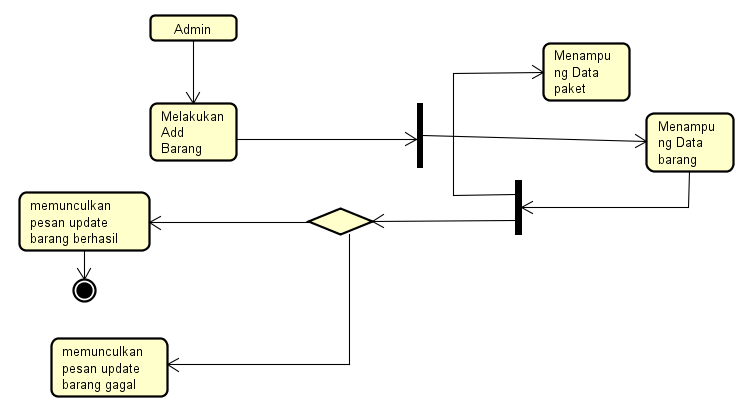 Admin
Melakukan
Add
Barang
Menampu
ng Data
paket
Menampu
ng Data
barang
memunculkan
pesan update
barang berhasil
memunculkan
pesan update
barang gagal